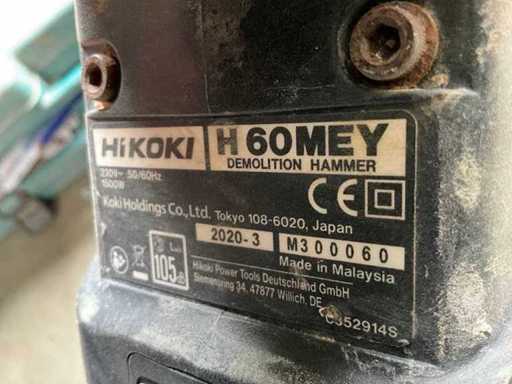 HiKOKI H 60MEY
DEMOLITION HAMMER
230V~ 50/60Hz
1500W
CE
Koki Holdings Co., Ltd. Tokyo 108-6020, Japan
2020-3 M300060
Made in Malaysia
105
Hikoki Power Tools Deutschland GmbH
Siemensring 34, 47877 Willich, DE
C352914S